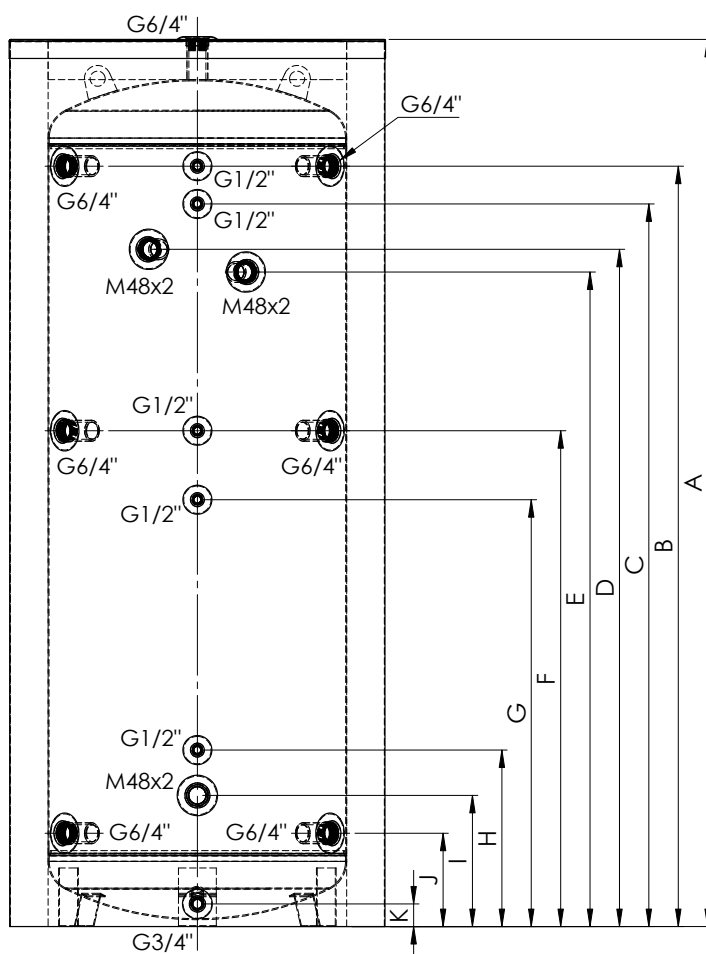 G6/4"
G6/4"
G1/2"
G6/4"
G1/2"
M48x2
M48x2
G1/2"
G6/4"
G6/4"
G1/2"
G1/2"
M48x2
G6/4"
G6/4"
G3/4"
A
B
C
D
E
F
G
H
I
J
K